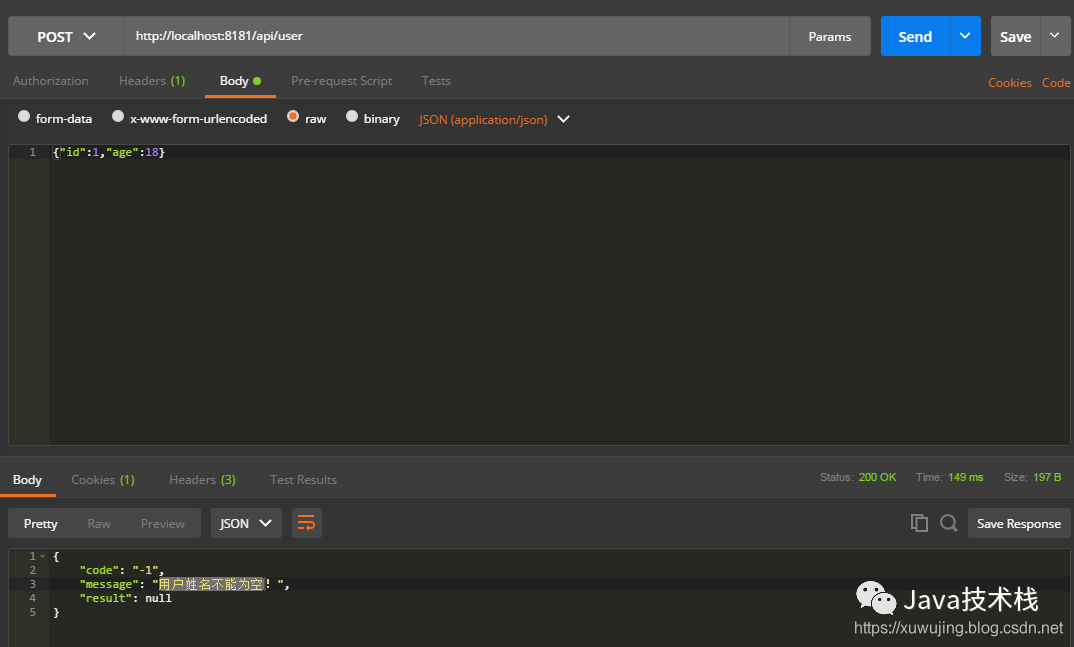 POST http://localhost:8181/api/user Params Send Save
Authorization Headers (1) Body Pre-request Script Tests Cookies Code
form-data x-www-form-urlencoded raw binary JSON (application/json)
1 {"id":1,"age":18}
Body Cookies (1) Headers (3) Test Results Status: 200 OK Time: 149 ms Size: 197 B
Pretty Raw Preview JSON Save Response
1 {
2 "code": "-1",
3 "message": "用户姓名不能为空！",
4 "result": null
5 }
Java技术栈
https://xuwujing.blog.csdn.net